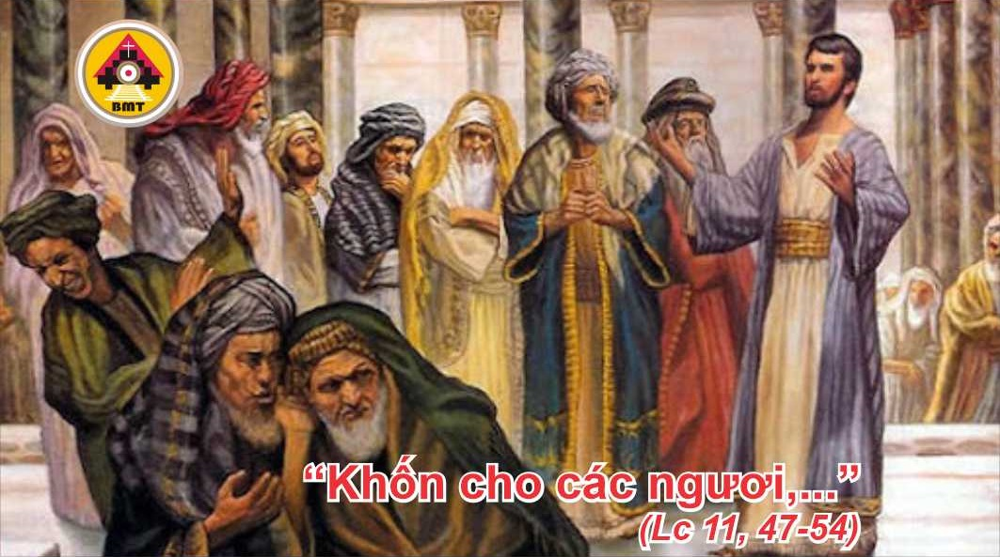 BMT
“Khốn cho các ngươi,...”
(Lc 11, 47-54)